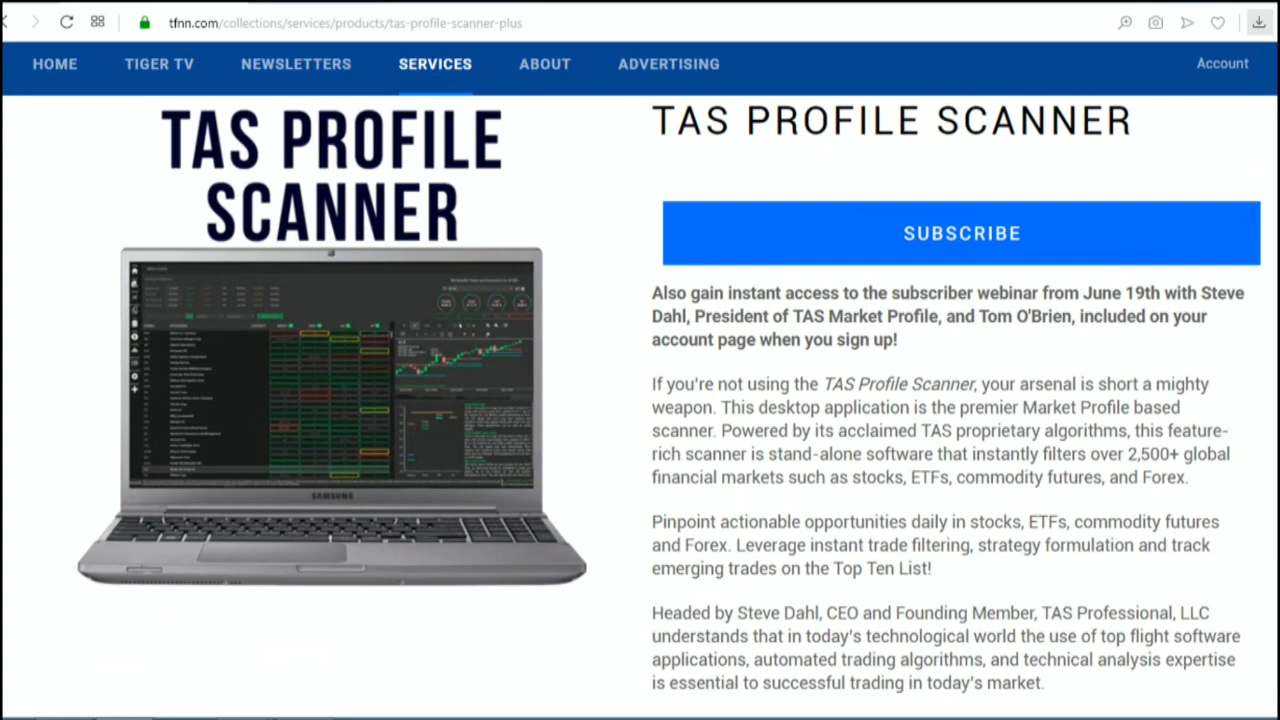 tfnn.com/collections/services/products/tas-profile-scanner-plus
HOME
TIGER TV
NEWSLETTERS
SERVICES
ABOUT
ADVERTISING
Account
TAS PROFILE
SCANNER
SAMSUNG
TAS PROFILE SCANNER
SUBSCRIBE
Also gain instant access to the subscriber webinar from June 19th with Steve
Dahl, President of TAS Market Profile, and Tom O'Brien, included on your
account page when you sign up!
If you're not using the TAS Profile Scanner, your arsenal is short a mighty
weapon. This desktop application is the premier Market Profile based
scanner. Powered by its acclaimed TAS proprietary algorithms, this feature-
rich scanner is stand-alone software that instantly filters over 2,500+ global
financial markets such as stocks, ETFs, commodity futures, and Forex.
Pinpoint actionable opportunities daily in stocks, ETFs, commodity futures
and Forex. Leverage instant trade filtering, strategy formulation and track
emerging trades on the Top Ten List!
Headed by Steve Dahl, CEO and Founding Member, TAS Professional, LLC
understands that in today's technological world the use of top flight software
applications, automated trading algorithms, and technical analysis expertise
is essential to successful trading in today's market.